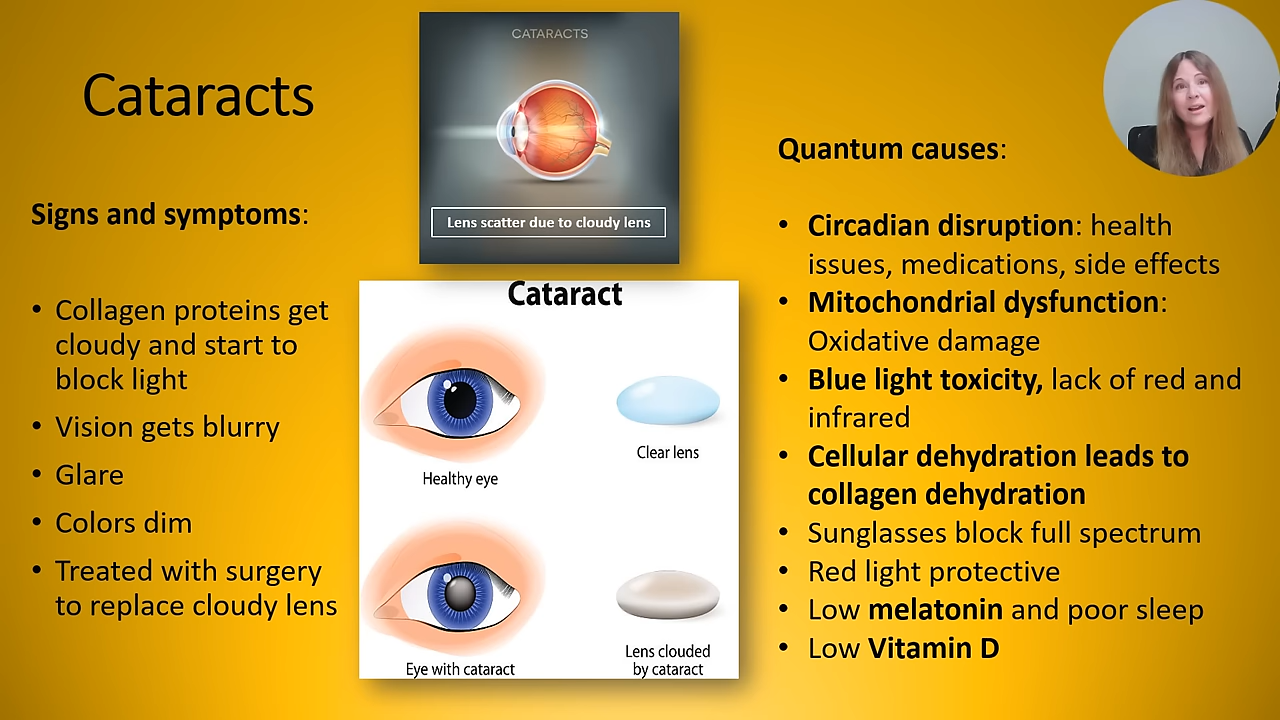 Cataracts
Signs and symptoms:
• Collagen proteins get
cloudy and start to
block light
• Vision gets blurry
• Glare
• Colors dim
• Treated with surgery
to replace cloudy lens
CATARACTS
Lens scatter due to cloudy lens
Cataract
Healthy eye
Clear lens
Eye with cataract
Lens clouded
by cataract
Quantum causes:
• Circadian disruption: health
issues, medications, side effects
• Mitochondrial dysfunction:
Oxidative damage
• Blue light toxicity, lack of red and
infrared
• Cellular dehydration leads to
collagen dehydration
• Sunglasses block full spectrum
• Red light protective
• Low melatonin and poor sleep
• Low Vitamin D